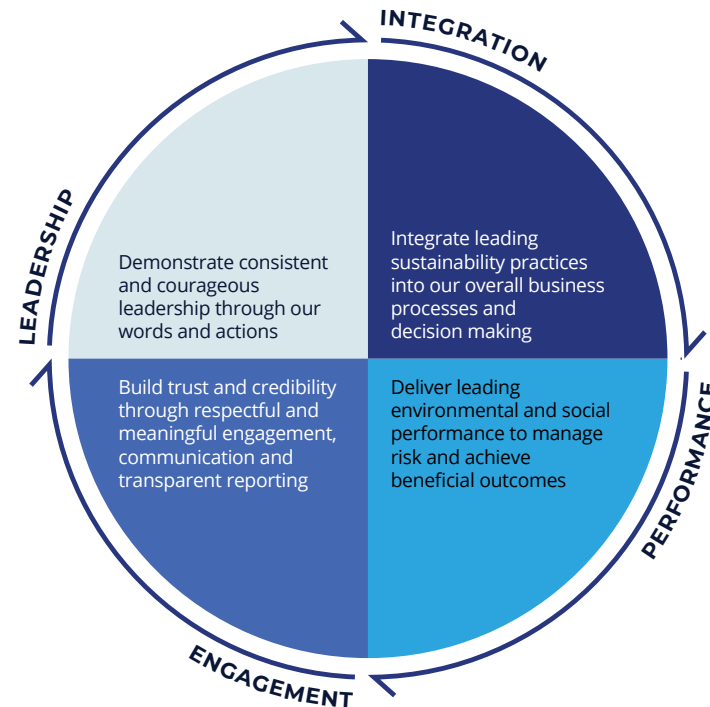 INTEGRATION
LEADERSHIP
Demonstrate consistent
and courageous
leadership through our
words and actions
Integrate leading
sustainability practices
into our overall business
processes and
decision making
Build trust and credibility
through respectful and
meaningful engagement,
communication and
transparent reporting
Deliver leading
environmental and social
performance to manage
risk and achieve
beneficial outcomes
PERFORMANCE
ENGAGEMENT